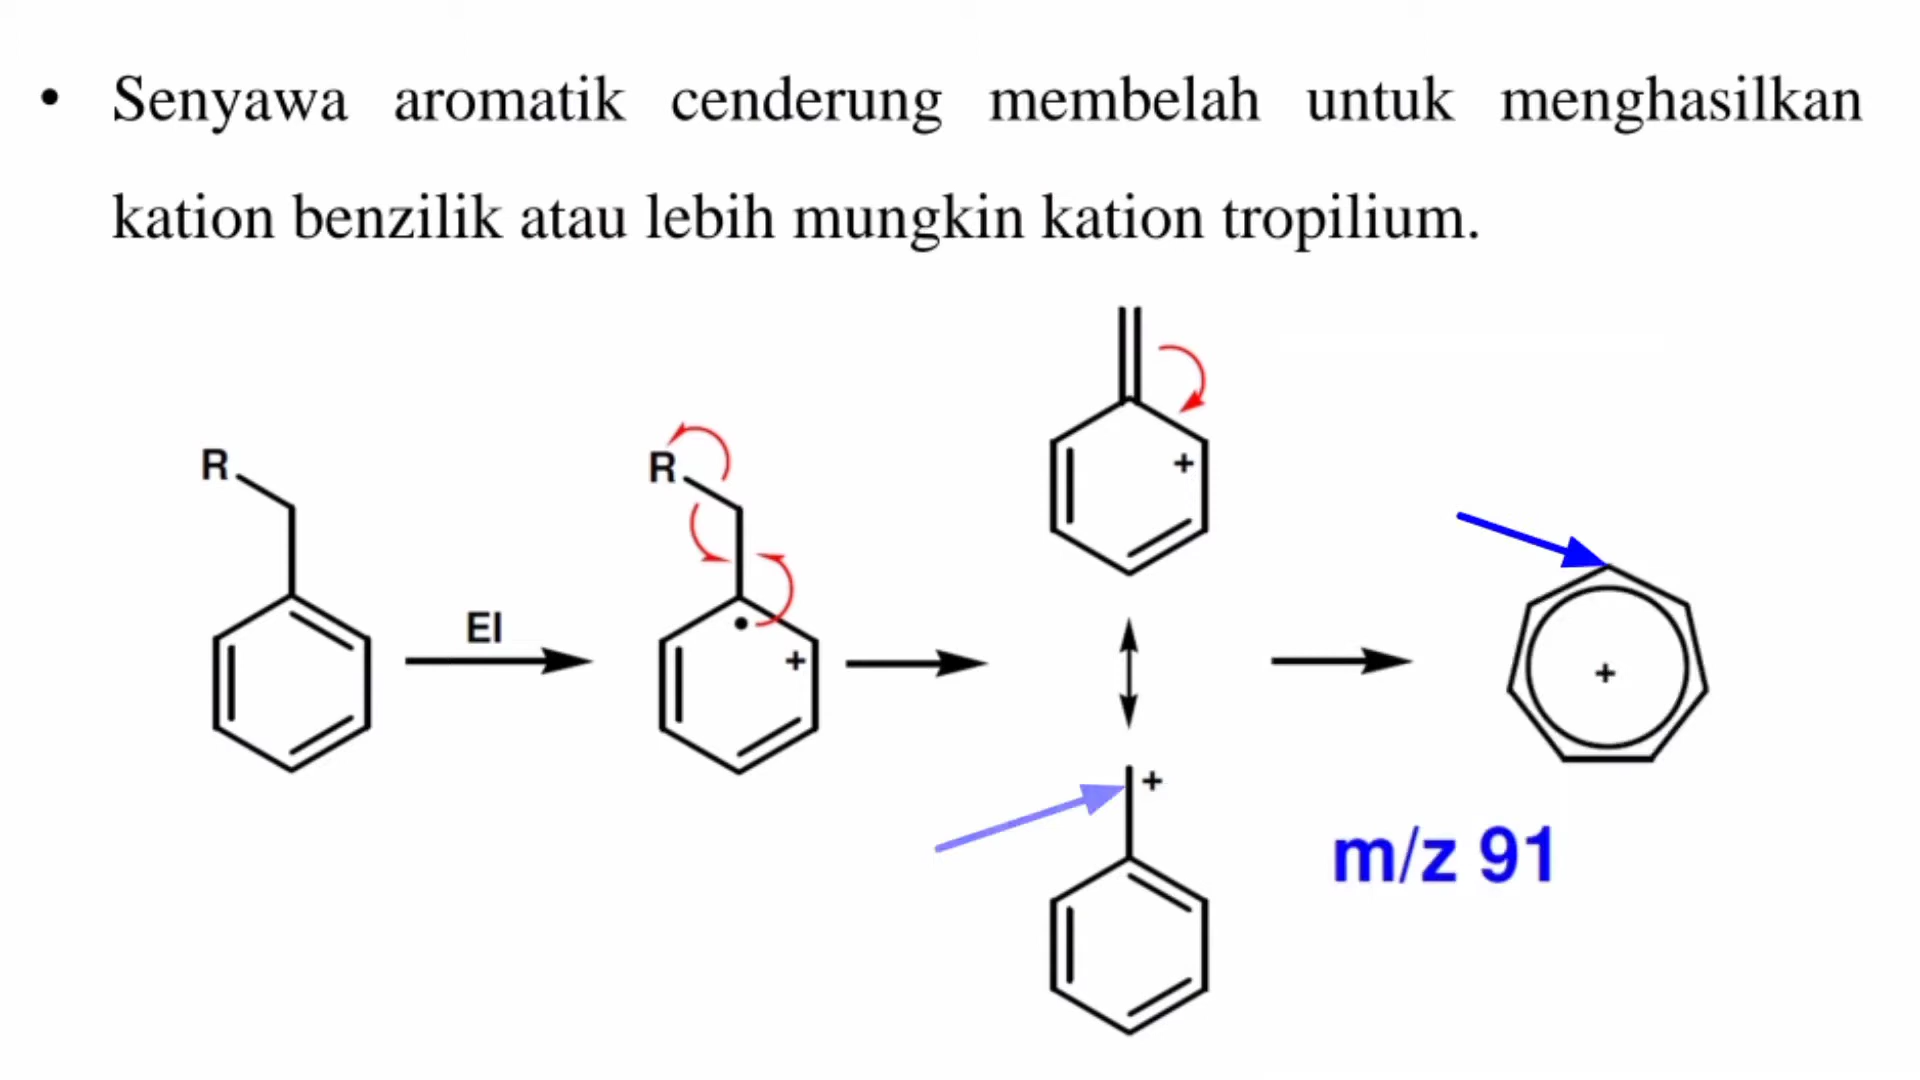 • Senyawa aromatik cenderung membelah untuk menghasilkan
kation benzilik atau lebih mungkin kation tropilium.
R
EI
R
+
+
+
+
m/z 91